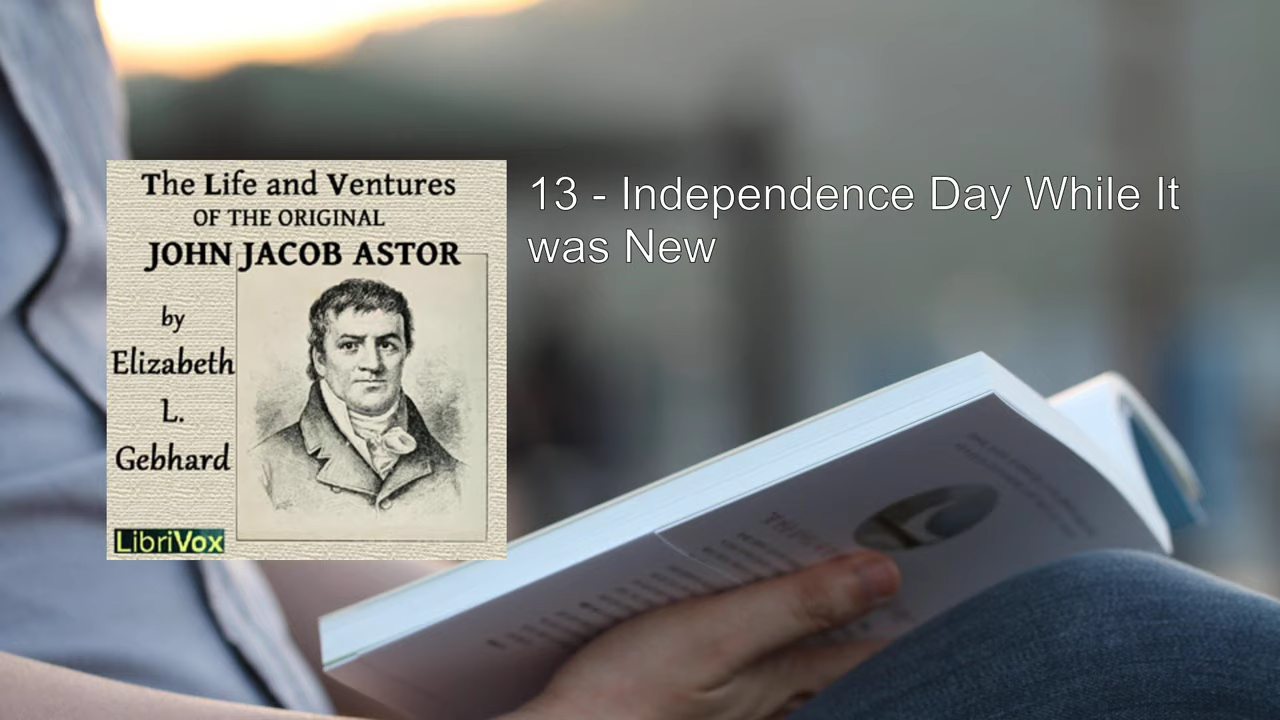 The Life and Ventures
OF THE ORIGINAL
JOHN JACOB ASTOR
by
Elizabeth
L.
Gebhard
LibriVox
13 - Independence Day While It
was New